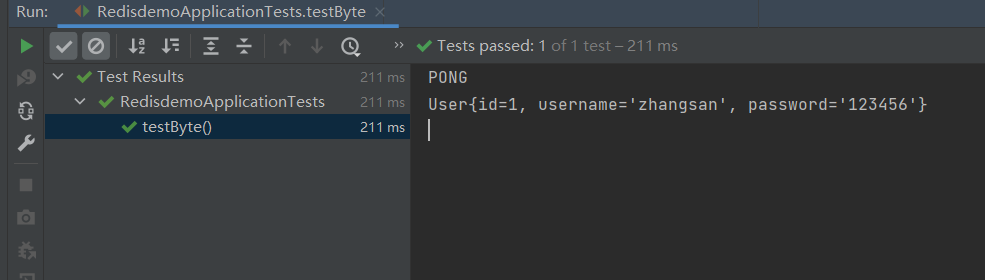 Run: RedisdemoApplicationTests.testByte ×
» Tests passed: 1 of 1 test – 211 ms
Test Results 211 ms
RedisdemoApplicationTests 211 ms
testByte() 211 ms
PONG
User{id=1, username='zhangsan', password='123456'}